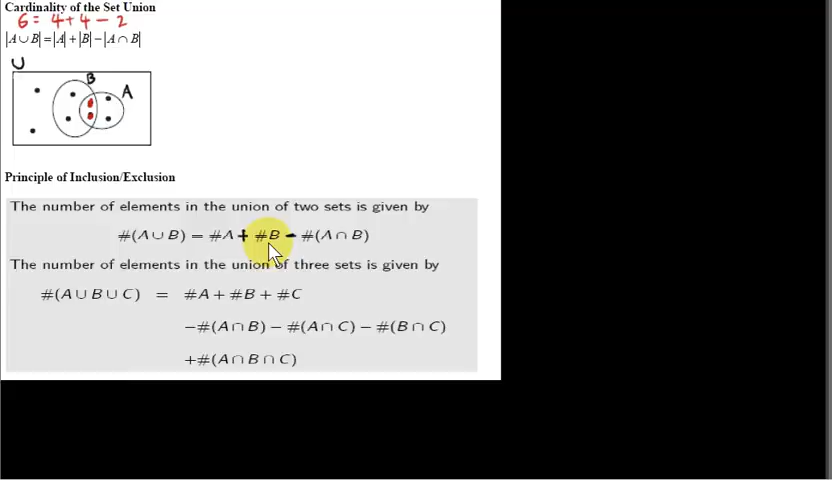 Cardinality of the Set Union
6 = 4 + 4 - 2
|A ∪ B| = |A| + |B| - |A ∩ B|
U
B
A
Principle of Inclusion/Exclusion
The number of elements in the union of two sets is given by
#(A ∪ B) = #A + #B - #(A ∩ B)
The number of elements in the union of three sets is given by
#(A ∪ B ∪ C) = #A + #B + #C
-#(A ∩ B) - #(A ∩ C) - #(B ∩ C)
+#(A ∩ B ∩ C)